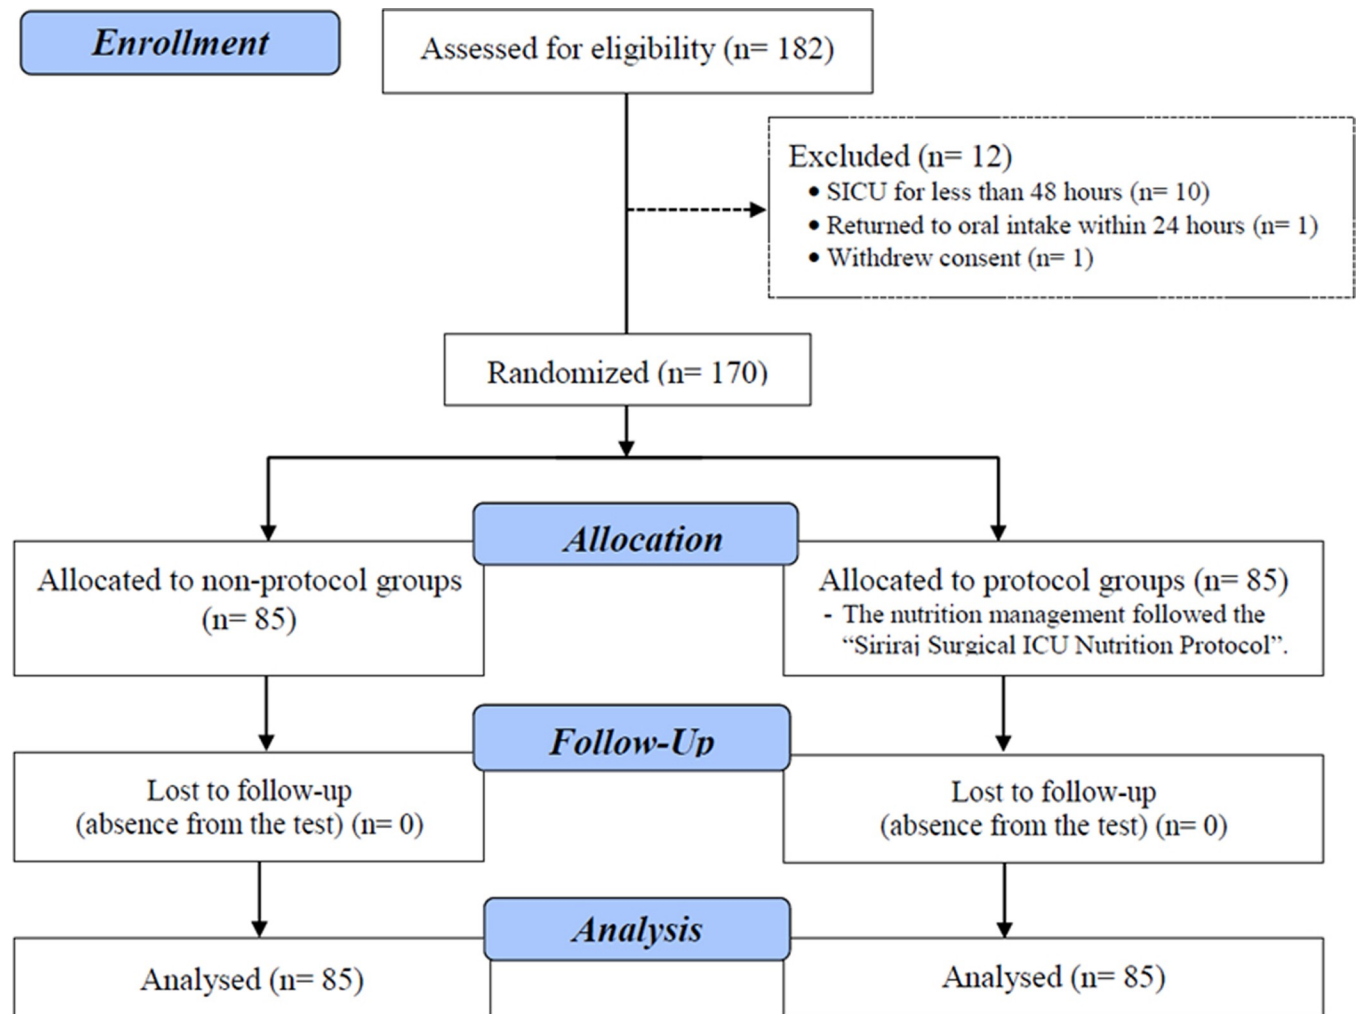 Enrollment
Assessed for eligibility (n= 182)
Excluded (n= 12)
• SICU for less than 48 hours (n= 10)
• Returned to oral intake within 24 hours (n= 1)
• Withdrew consent (n= 1)
Randomized (n= 170)
Allocation
Allocated to non-protocol groups
(n= 85)
Allocated to protocol groups (n= 85)
- The nutrition management followed the
“Siriraj Surgical ICU Nutrition Protocol”.
Follow-Up
Lost to follow-up
(absence from the test) (n= 0)
Lost to follow-up
(absence from the test) (n= 0)
Analysis
Analysed (n= 85)
Analysed (n= 85)